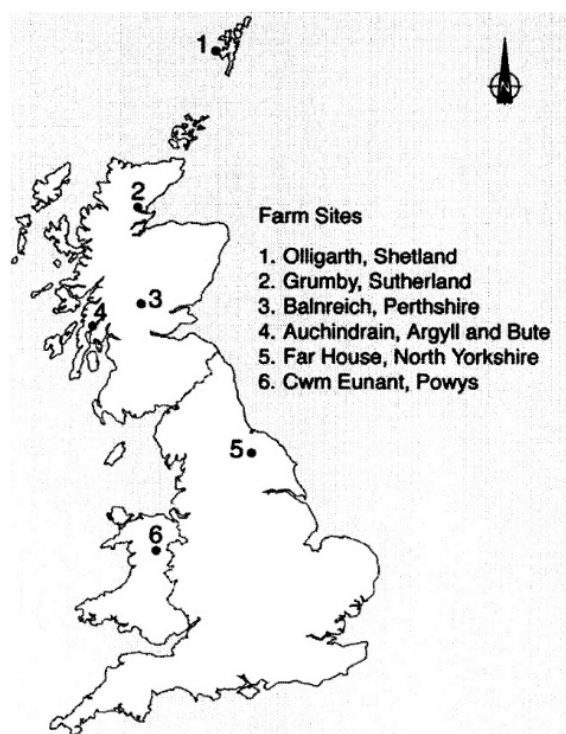 1
2
Farm Sites
1. Olligarth, Shetland
2. Grumby, Sutherland
3. Balnreich, Perthshire
4. Auchindrain, Argyll and Bute
5. Far House, North Yorkshire
6. Cwm Eunant, Powys
3
4
5
6
N